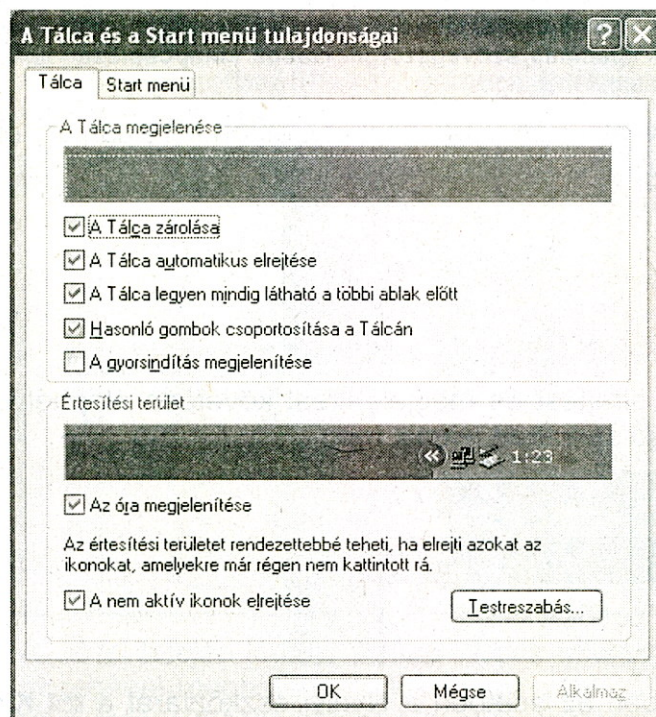 A Tálca és a Start menü tulajdonságai
Tálca
Start menü
A Tálca megjelenése
A Tálca zárolása
A Tálca automatikus elrejtése
A Tálca legyen mindig látható a többi ablak előtt
Hasonló gombok csoportosítása a Tálcán
A gyorsindítás megjelenítése
Értesítési terület
1:23
Az óra megjelenítése
Az értesítési területet rendezettebbé teheti, ha elrejti azokat az
ikonokat, amelyekre már régen nem kattintott rá.
A nem aktív ikonok elrejtése
Testreszabás...
OK
Mégse
Alkalmaz